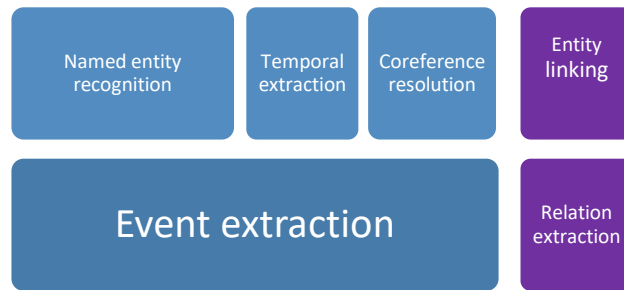 Named entity
recognition
Temporal
extraction
Coreference
resolution
Entity
linking
Event extraction
Relation
extraction